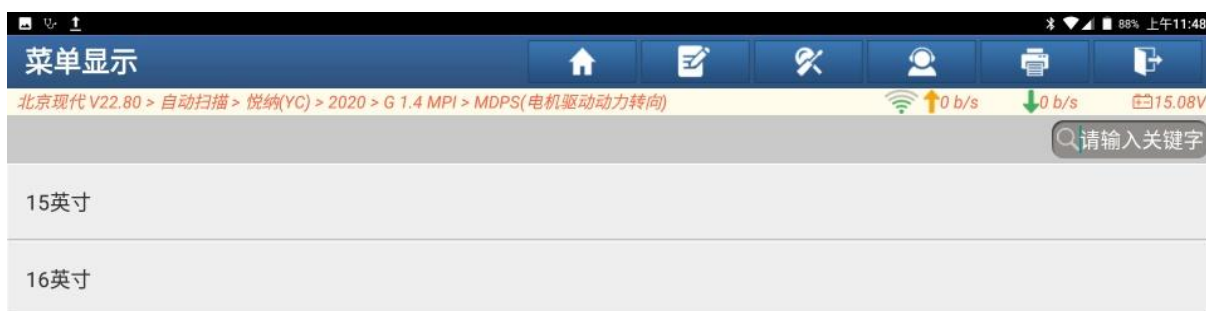 88% 上午11:48
菜单显示
北京现代 V22.80 > 自动扫描 > 悦纳(YC) > 2020 > G 1.4 MPI > MDPS(电机驱动动力转向) 0 b/s 0 b/s 15.08V
请输入关键字
15英寸
16英寸